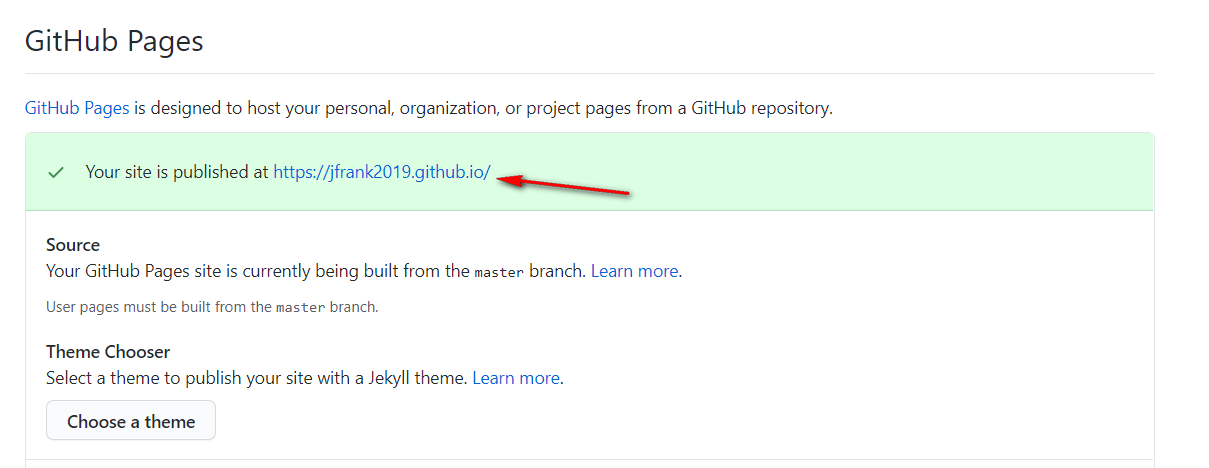 GitHub Pages
GitHub Pages is designed to host your personal, organization, or project pages from a GitHub repository.
Your site is published at https://jfrank2019.github.io/
Source
Your GitHub Pages site is currently being built from the master branch. Learn more.
User pages must be built from the master branch.
Theme Chooser
Select a theme to publish your site with a Jekyll theme. Learn more.
Choose a theme